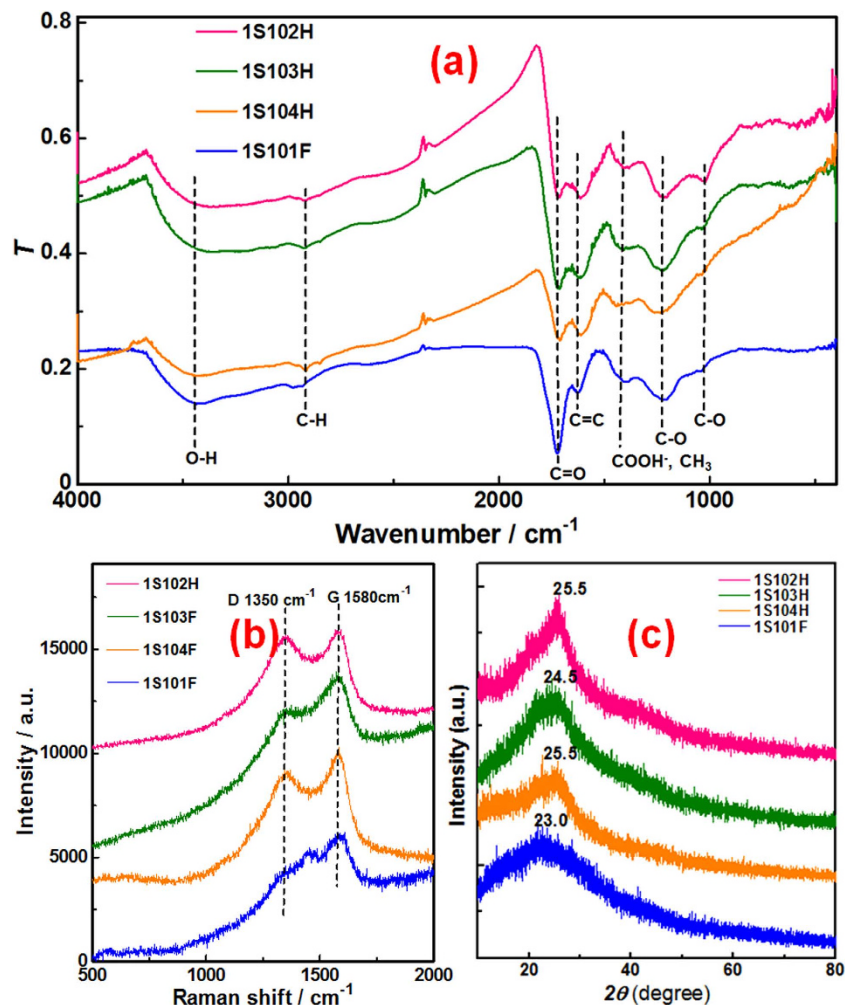 0.8
1S102H
(a)
1S103H
0.6
1S104H
1S101F
0.4
T
0.2
C-H
C=C
C-O
C-O
O-H
COOH⁻, CH₃
C=O
0
4000 3000 2000 1000
Wavenumber / cm⁻¹
1S102H
D 1350 cm⁻¹ G 1580cm⁻¹
1S103F
(b)
1S104F
15000
1S101F
10000
5000
0
Intensity / a.u.
500 1000 1500 2000
Raman shift / cm⁻¹
25.5
1S102H
1S103H
1S104H
1S101F
(c)
24.5
25.5
23.0
Intensity (a.u.)
20 40 60 80
2θ (degree)